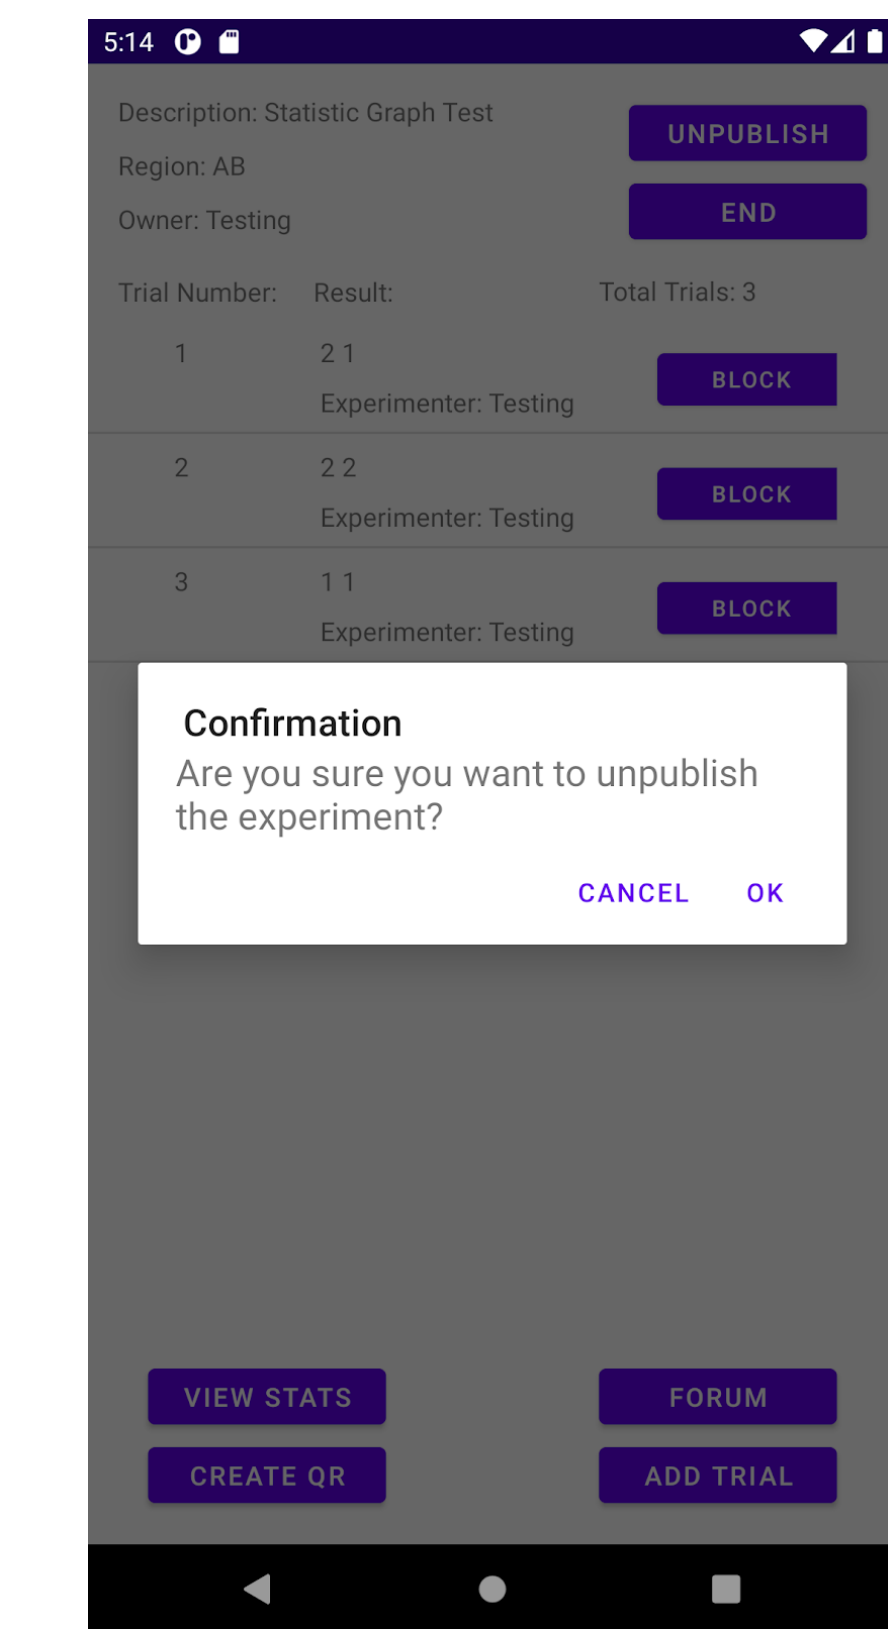 5:14
Description: Statistic Graph Test
UNPUBLISH
Region: AB
END
Owner: Testing
Trial Number: Result: Total Trials: 3
1 2 1
BLOCK
Experimenter: Testing
2 2 2
BLOCK
Experimenter: Testing
3 1 1
BLOCK
Experimenter: Testing
Confirmation
Are you sure you want to unpublish
the experiment?
CANCEL OK
VIEW STATS FORUM
CREATE QR ADD TRIAL